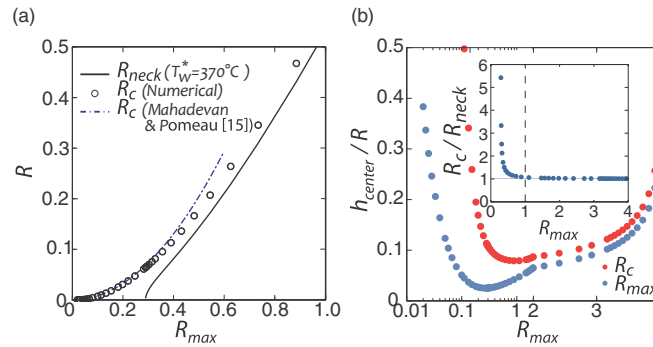 (a)
0.5
0.4
0.3
0.2
0.1
0
R
0
0.2
0.4
0.6
0.8
1.0
R_max
R_neck (T*_w=370°C)
R_c (Numerical)
R_c (Mahadevan
& Pomeau [15])
(b)
h_center / R
0.5
0.4
0.3
0.2
0.1
0
0.01
0.1
1
2
3
R_max
R_c
R_max
R_c / R_neck
6
5
4
3
2
1
0
0
1
2
3
4
R_max